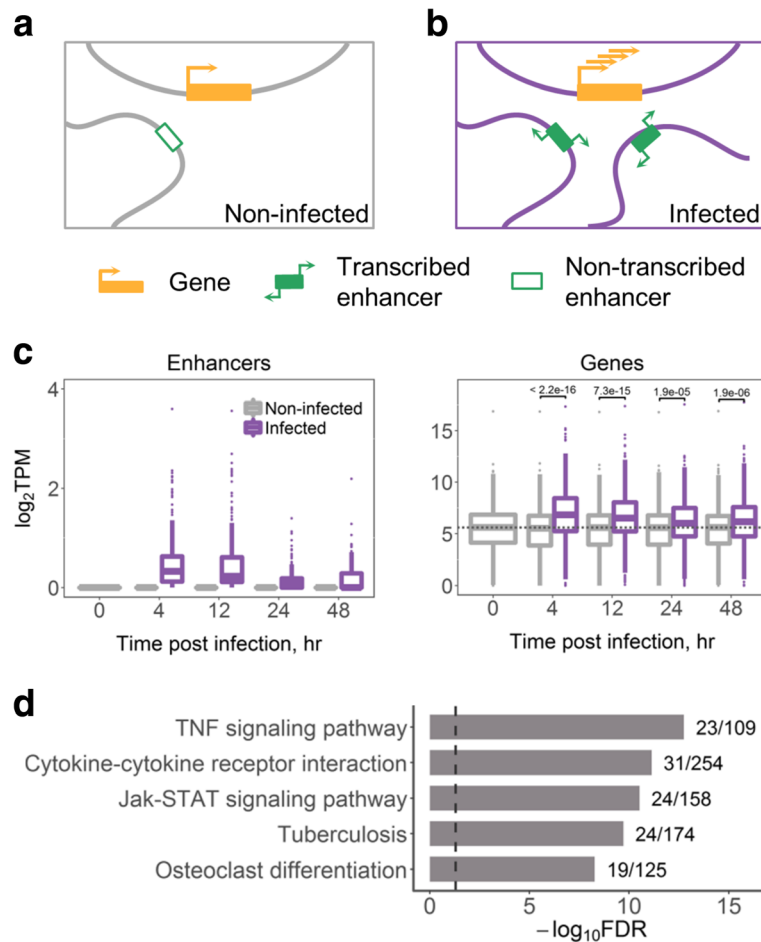 a
b
Non-infected
Infected
Gene
Transcribed
enhancer
Non-transcribed
enhancer
c
Enhancers
Genes
4
2
0
log2TPM
Non-infected
Infected
0 4 12 24 48
Time post infection, hr
< 2.2e-16 7.3e-15 1.9e-05 1.9e-06
15
10
5
0
0 4 12 24 48
Time post infection, hr
d
TNF signaling pathway 23/109
Cytokine-cytokine receptor interaction 31/254
Jak-STAT signaling pathway 24/158
Tuberculosis 24/174
Osteoclast differentiation 19/125
0 5 10 15
−log10FDR